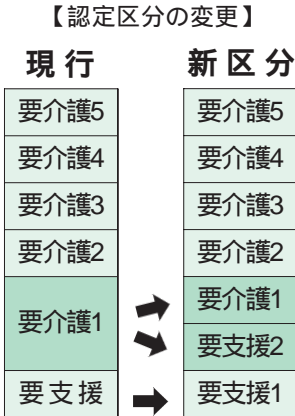 【認定区分の変更】
現行 新区分
要介護5 要介護5
要介護4 要介護4
要介護3 要介護3
要介護2 要介護2
要介護1 要介護1
要支援2
要支援 要支援1